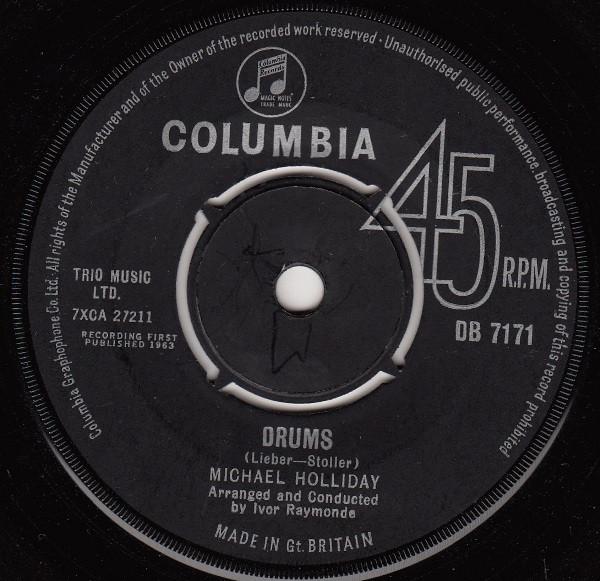 Columbia Graphophone Co. Ltd. · All rights of the Manufacturer and of the Owner of the recorded work reserved · Unauthorised public performance, broadcasting and copying of this record prohibited
Columbia
Records
MAGIC NOTES
TRADE MARK
COLUMBIA
45
R.P.M.
TRIO MUSIC
LTD.
7XCA 27211
RECORDING FIRST
PUBLISHED 1963
DB 7171
DRUMS
(Lieber—Stoller)
MICHAEL HOLLIDAY
Arranged and Conducted
by Ivor Raymonde
MADE IN Gt. BRITAIN